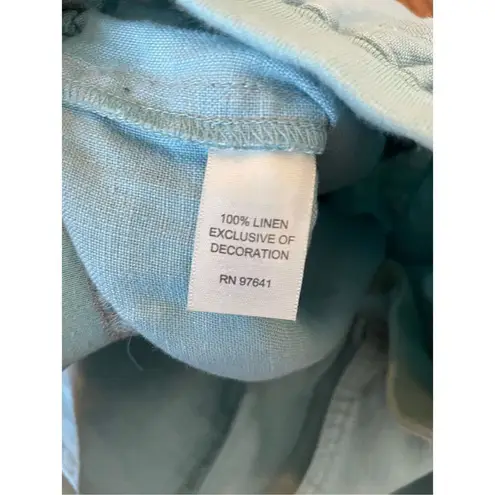 100% LINEN
EXCLUSIVE OF
DECORATION
RN 97641